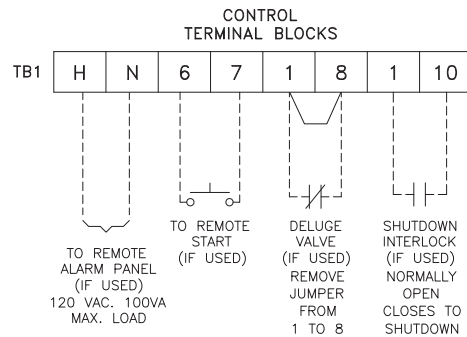 CONTROL
TERMINAL BLOCKS
TB1 H N 6 7 1 8 1 10
TO REMOTE
ALARM PANEL
(IF USED)
120 VAC. 100VA
MAX. LOAD
TO REMOTE
START
(IF USED)
DELUGE
VALVE
(IF USED)
REMOVE
JUMPER
FROM
1 TO 8
SHUTDOWN
INTERLOCK
(IF USED)
NORMALLY
OPEN
CLOSES TO
SHUTDOWN